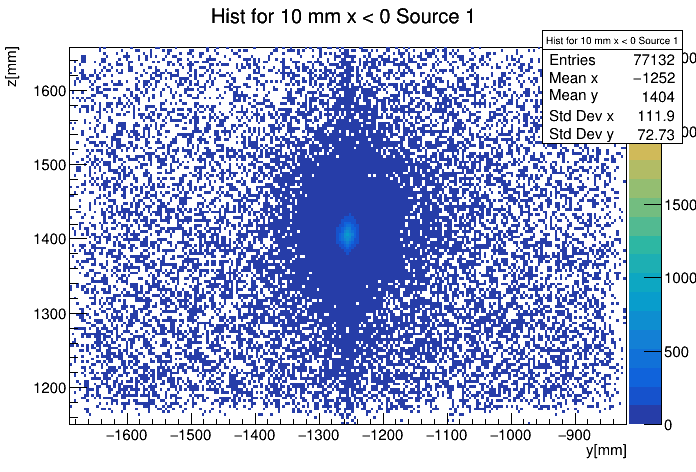 Hist for 10 mm x < 0 Source 1
z[mm]
Hist for 10 mm x < 0 Source 1
Entries 77132
Mean x −1252
Mean y 1404
Std Dev x 111.9
Std Dev y 72.73
1600
1500
1400
1300
1200
1500
1000
500
0
−1600 −1500 −1400 −1300 −1200 −1100 −1000 −900
y[mm]